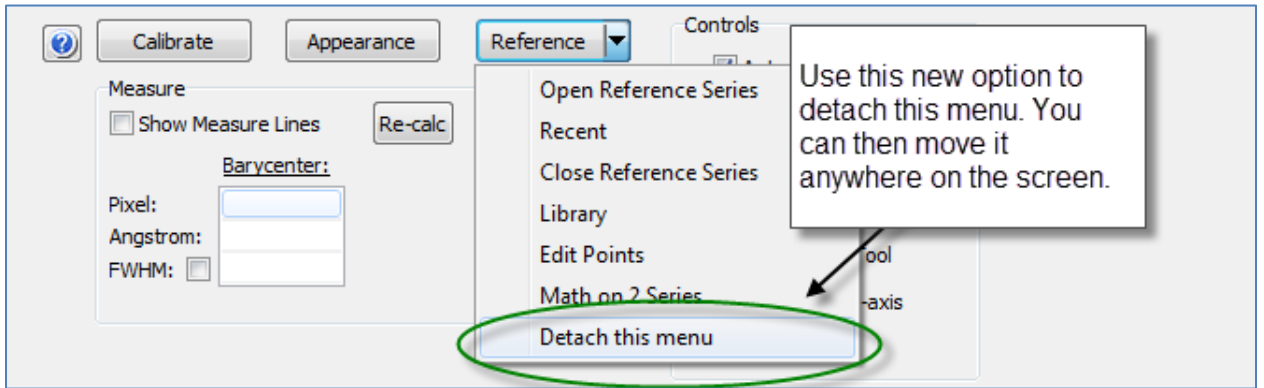 Calibrate Appearance Reference Controls
Measure
Show Measure Lines Re-calc
Barycenter:
Pixel:
Angstrom:
FWHM:
Open Reference Series
Recent
Close Reference Series
Library
Edit Points
Math on 2 Series
Detach this menu
Use this new option to
detach this menu. You
can then move it
anywhere on the screen.
-axis